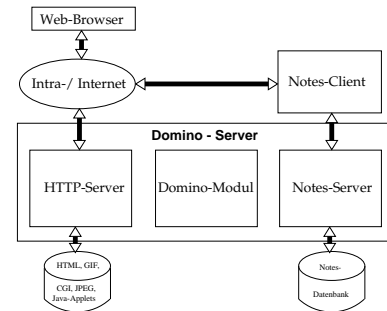 Web-Browser
Intra-/ Internet
Notes-Client
Domino - Server
HTTP-Server
Domino-Modul
Notes-Server
HTML, GIF,
CGI, JPEG,
Java-Applets
Notes-
Datenbank